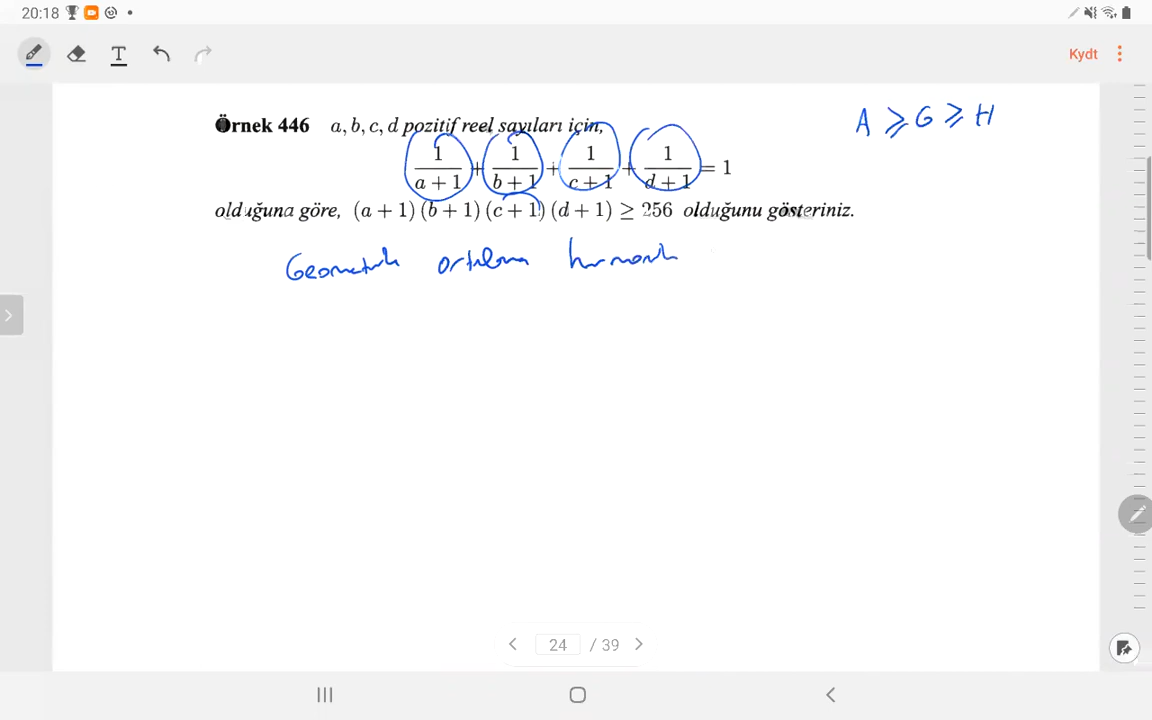 20:18
Kydt
Örnek 446 a, b, c, d pozitif reel sayıları için,
A ≥ G ≥ H
1/(a + 1) + 1/(b + 1) + 1/(c + 1) + 1/(d + 1) = 1
olduğuna göre, (a + 1) (b + 1) (c + 1) (d + 1) ≥ 256 olduğunu gösteriniz.
Geometrik ortalama harmonik
24 / 39